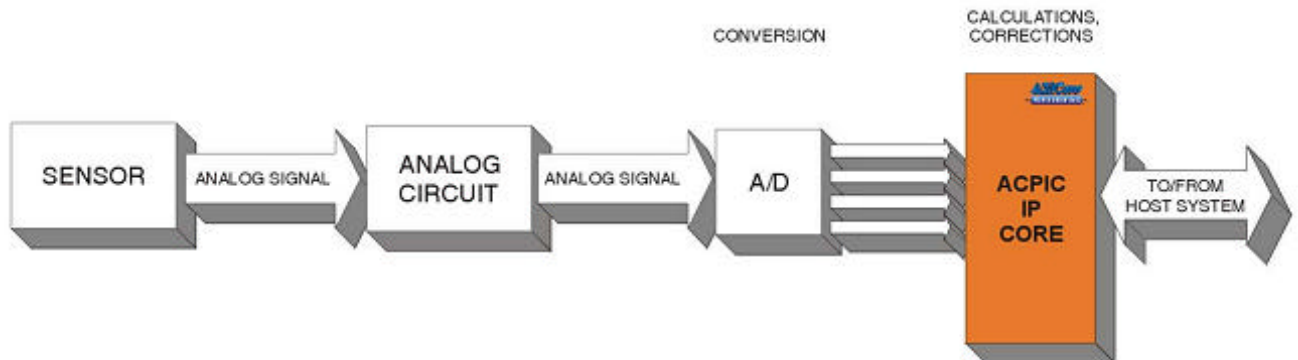 CALCULATIONS,
CORRECTIONS
CONVERSION
SENSOR
ANALOG SIGNAL
ANALOG
CIRCUIT
ANALOG SIGNAL
A/D
ACPIC
IP
CORE
TO/FROM
HOST SYSTEM